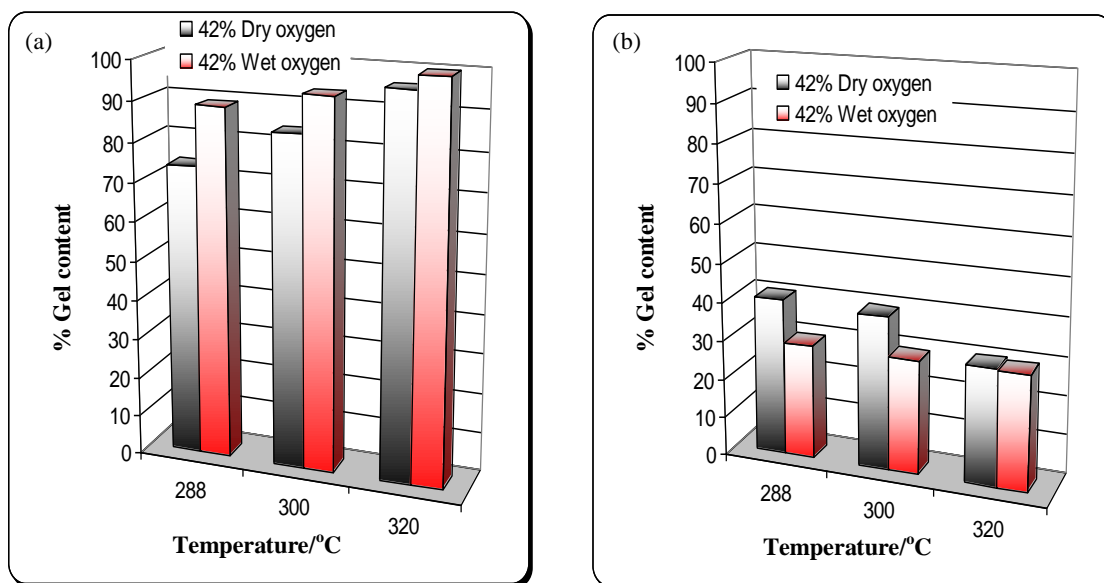 (a)
42% Dry oxygen
42% Wet oxygen
100
90
80
70
60
50
40
30
20
10
0
% Gel content
288
300
320
Temperature/°C
(b)
42% Dry oxygen
42% Wet oxygen
100
90
80
70
60
50
40
30
20
10
0
% Gel content
288
300
320
Temperature/°C